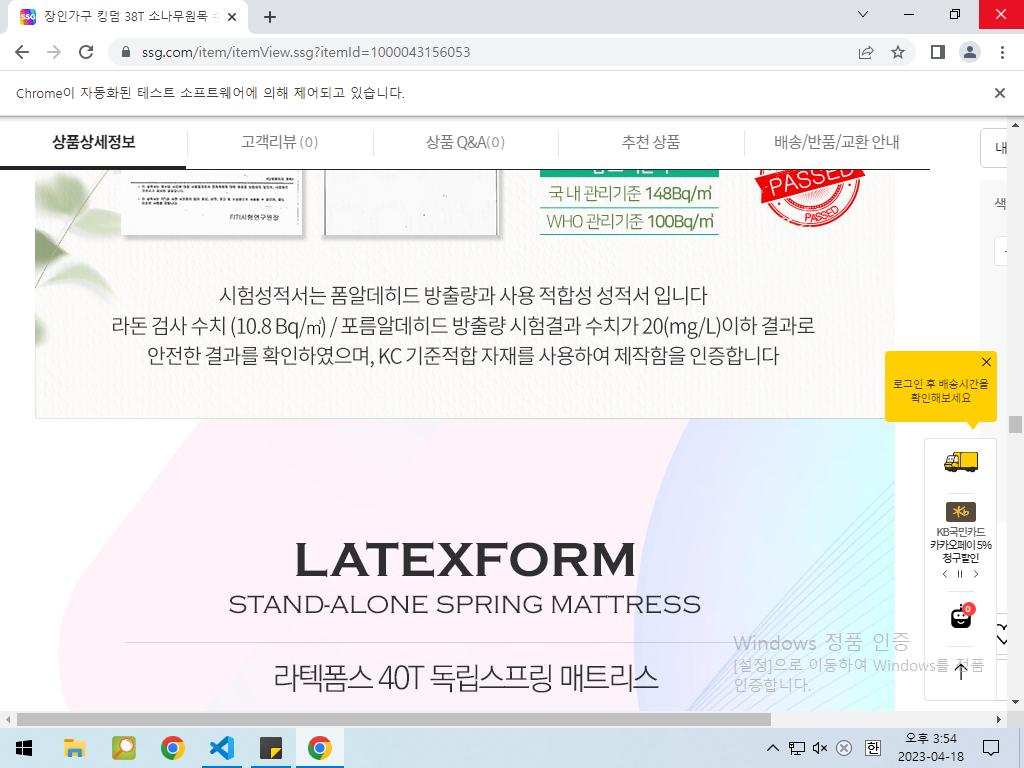 장인가구 킹덤 38T 소나무원목
ssg.com/item/itemView.ssg?itemId=1000043156053
Chrome이 자동화된 테스트 소프트웨어에 의해 제어되고 있습니다.
상품상세정보
고객리뷰 (0)
상품 Q&A(0)
추천 상품
배송/반품/교환 안내
내
색
FITI시험연구원장
국내 관리기준 148Bq/㎥
WHO 관리기준 100Bq/㎥
PASSED
PASSED
시험성적서는 폼알데히드 방출량과 사용 적합성 성적서 입니다
라돈 검사 수치 (10.8 Bq/㎥) / 포름알데히드 방출량 시험결과 수치가 20(mg/L)이하 결과로
안전한 결과를 확인하였으며, KC 기준적합 자재를 사용하여 제작함을 인증합니다
로그인 후 배송시간을
확인해보세요
KB국민카드
카카오페이 5%
청구할인
0
LATEXFORM
STAND-ALONE SPRING MATTRESS
라텍폼스 40T 독립스프링 매트리스
Windows 정품 인증
[설정]으로 이동하여 Windows를 정품
인증합니다.
한
오후 3:54
2023-04-18